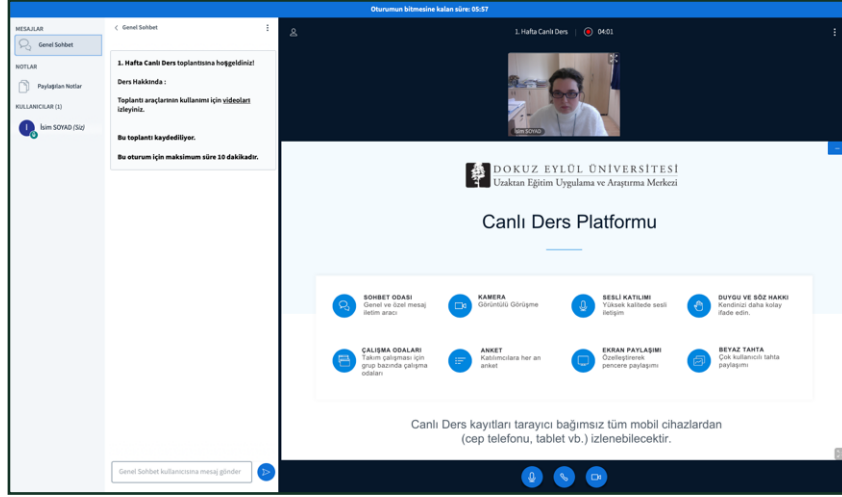 Oturumun bitmesine kalan süre: 05:57
MESAJLAR
Genel Sohbet
NOTLAR
Paylaşılan Notlar
KULLANICILAR (1)
İ
İsim SOYAD (Siz)
Genel Sohbet
1. Hafta Canlı Ders toplantısına hoşgeldiniz!
Ders Hakkında :
Toplantı araçlarının kullanımı için videoları
izleyiniz.
Bu toplantı kaydediliyor.
Bu oturum için maksimum süre 10 dakikadır.
Genel Sohbet kullanıcısına mesaj gönder
1. Hafta Canlı Ders | 04:01
İsim SOYAD
DOKUZ EYLÜL ÜNİVERSİTESİ
Uzaktan Eğitim Uygulama ve Araştırma Merkezi
Canlı Ders Platformu
SOHBET ODASI
Genel ve özel mesaj
iletim aracı
KAMERA
Görüntülü Görüşme
SESLİ KATILIMI
Yüksek kalitede sesli
iletişim
DUYGU VE SÖZ HAKKI
Kendinizi daha kolay
ifade edin.
ÇALIŞMA ODALARI
Takım çalışması için
grup bazında çalışma
odaları
ANKET
Katılımcılara her an
anket
EKRAN PAYLAŞIMI
Özelleştirerek
pencere paylaşımı
BEYAZ TAHTA
Çok kullanıcılı tahta
paylaşımı
Canlı Ders kayıtları tarayıcı bağımsız tüm mobil cihazlardan
(cep telefonu, tablet vb.) izlenebilecektir.